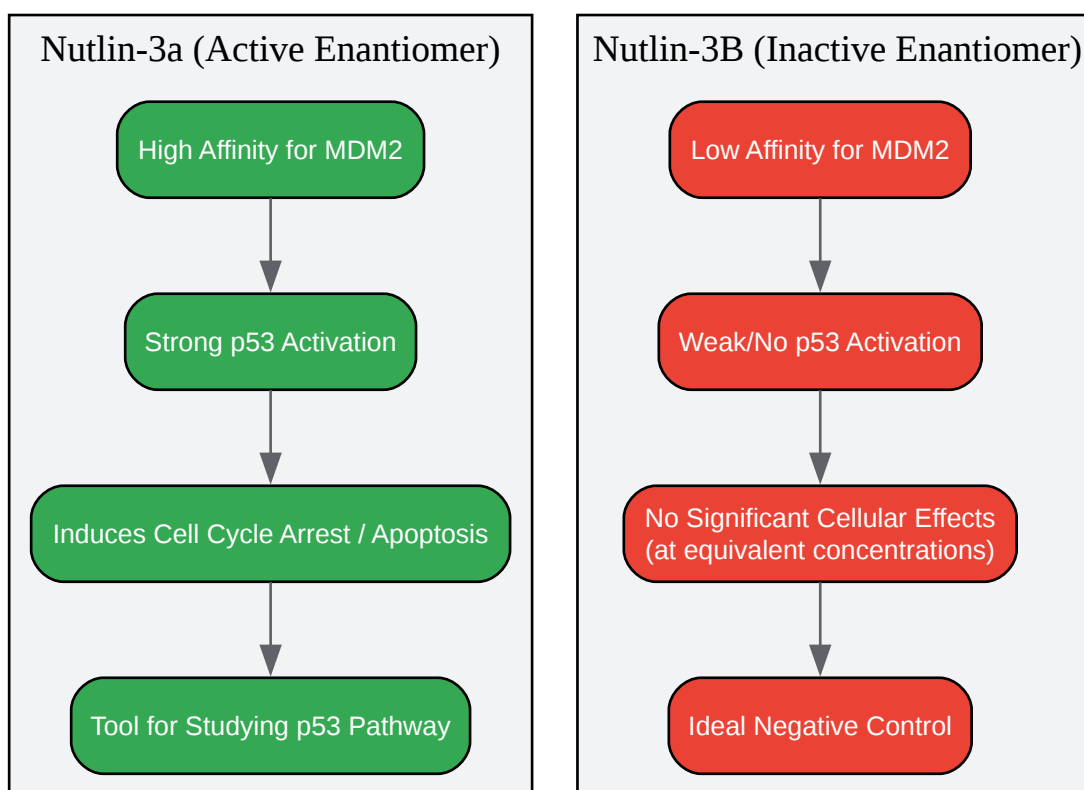 Nutlin-3a (Active Enantiomer)
High Affinity for MDM2
Strong p53 Activation
Induces Cell Cycle Arrest / Apoptosis
Tool for Studying p53 Pathway
Nutlin-3B (Inactive Enantiomer)
Low Affinity for MDM2
Weak/No p53 Activation
No Significant Cellular Effects
(at equivalent concentrations)
Ideal Negative Control